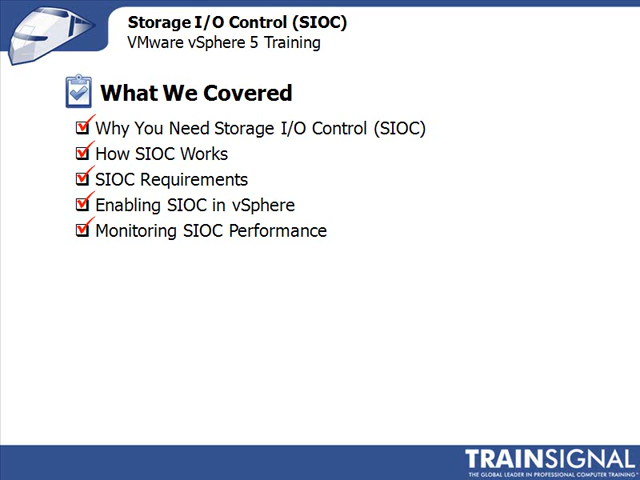 Storage I/O Control (SIOC)
VMware vSphere 5 Training
What We Covered
Why You Need Storage I/O Control (SIOC)
How SIOC Works
SIOC Requirements
Enabling SIOC in vSphere
Monitoring SIOC Performance
TRAINSIGNAL
THE GLOBAL LEADER IN PROFESSIONAL COMPUTER TRAINING